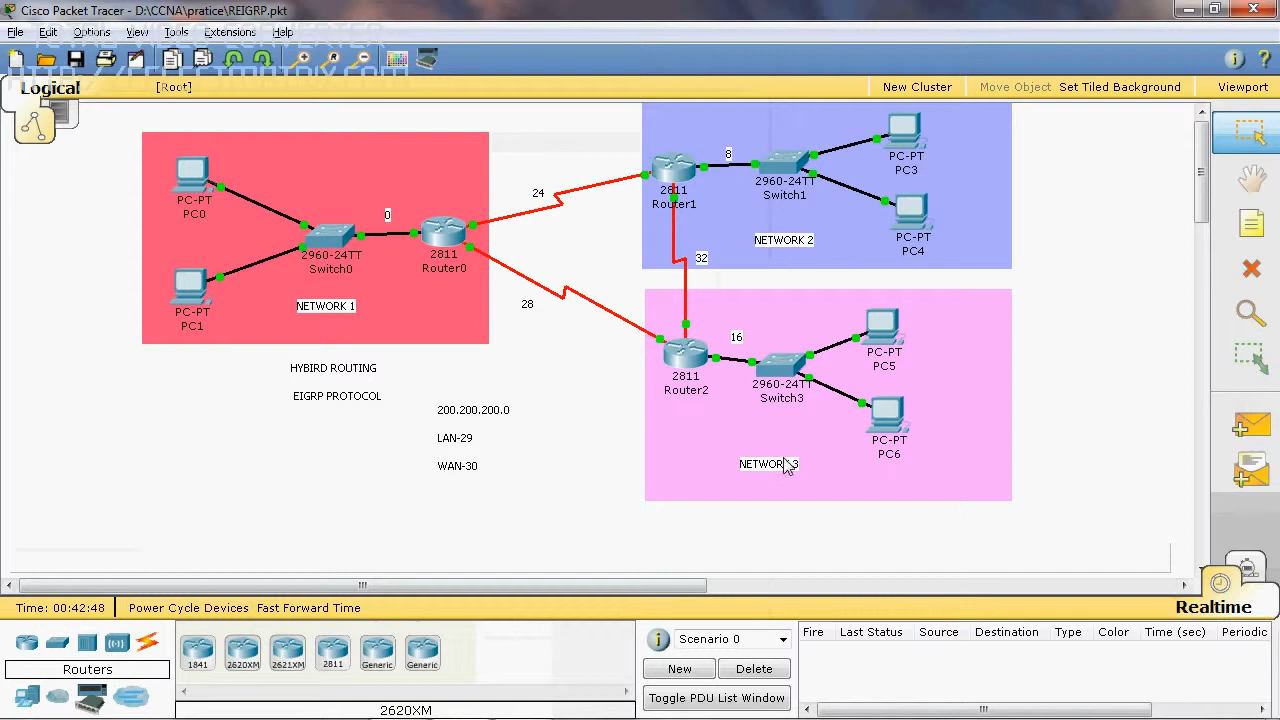 Cisco Packet Tracer - D:\CCNA\pratice\REIGRP.pkt
File Edit Options View Tools Extensions Help
TOTAL VIDEO CONVERTER
Logical
[Root]
New Cluster
Move Object
Set Tiled Background
Viewport
PC-PT
PC0
PC-PT
PC1
2960-24TT
Switch0
0
2811
Router0
NETWORK 1
24
28
32
2811
Router1
8
2960-24TT
Switch1
PC-PT
PC-PT
PC4
NETWORK 2
2811
Router2
16
2960-24TT
Switch3
PC-PT
PC5
PC-PT
PC6
NETWORK 3
HYBIRD ROUTING
EIGRP PROTOCOL
200.200.200.0
LAN-29
WAN-30
Time: 00:42:48
Power Cycle Devices Fast Forward Time
Realtime
Routers
1841
2620XM
2621XM
2811
Generic
Generic
2620XM
Scenario 0
New
Delete
Toggle PDU List Window
Fire Last Status Source Destination Type Color Time (sec) Periodic